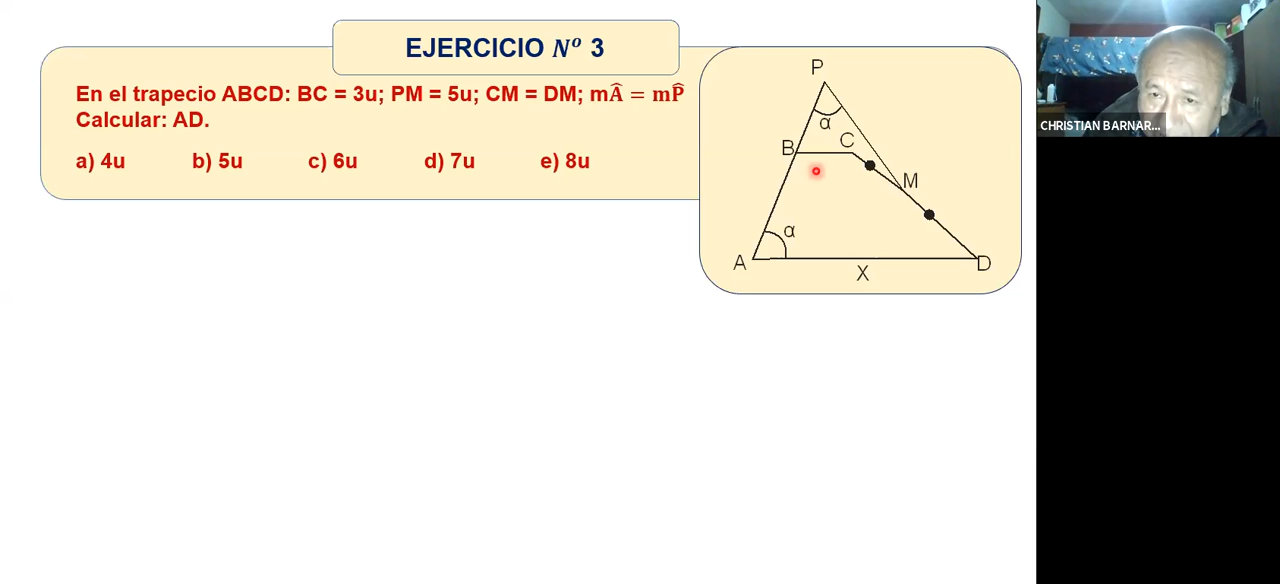 EJERCICIO Nº 3
En el trapecio ABCD: BC = 3u; PM = 5u; CM = DM; mÂ = mP̂
Calcular: AD.
a) 4u b) 5u c) 6u d) 7u e) 8u
P
α
B C
M
α
A D
X
CHRISTIAN BARNAR...